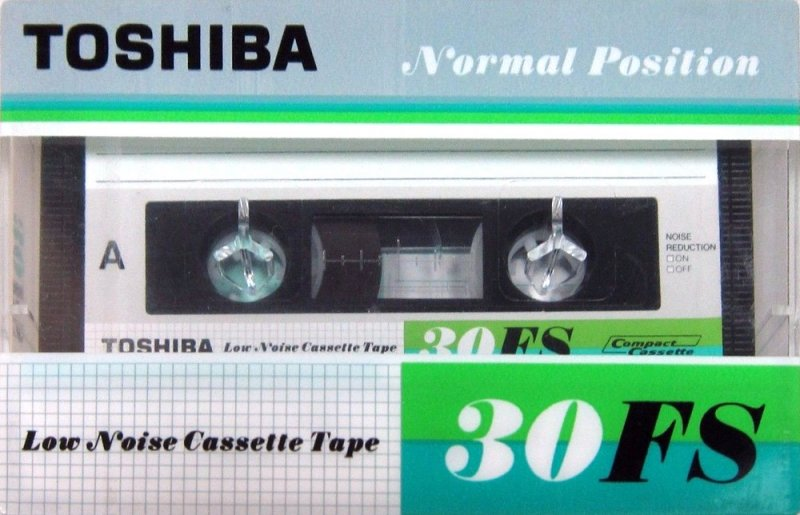 TOSHIBA
Normal Position
A
NOISE
REDUCTION
ON
OFF
TOSHIBA Low Noise Cassette Tape 30FS Compact Cassette
Low Noise Cassette Tape
30FS